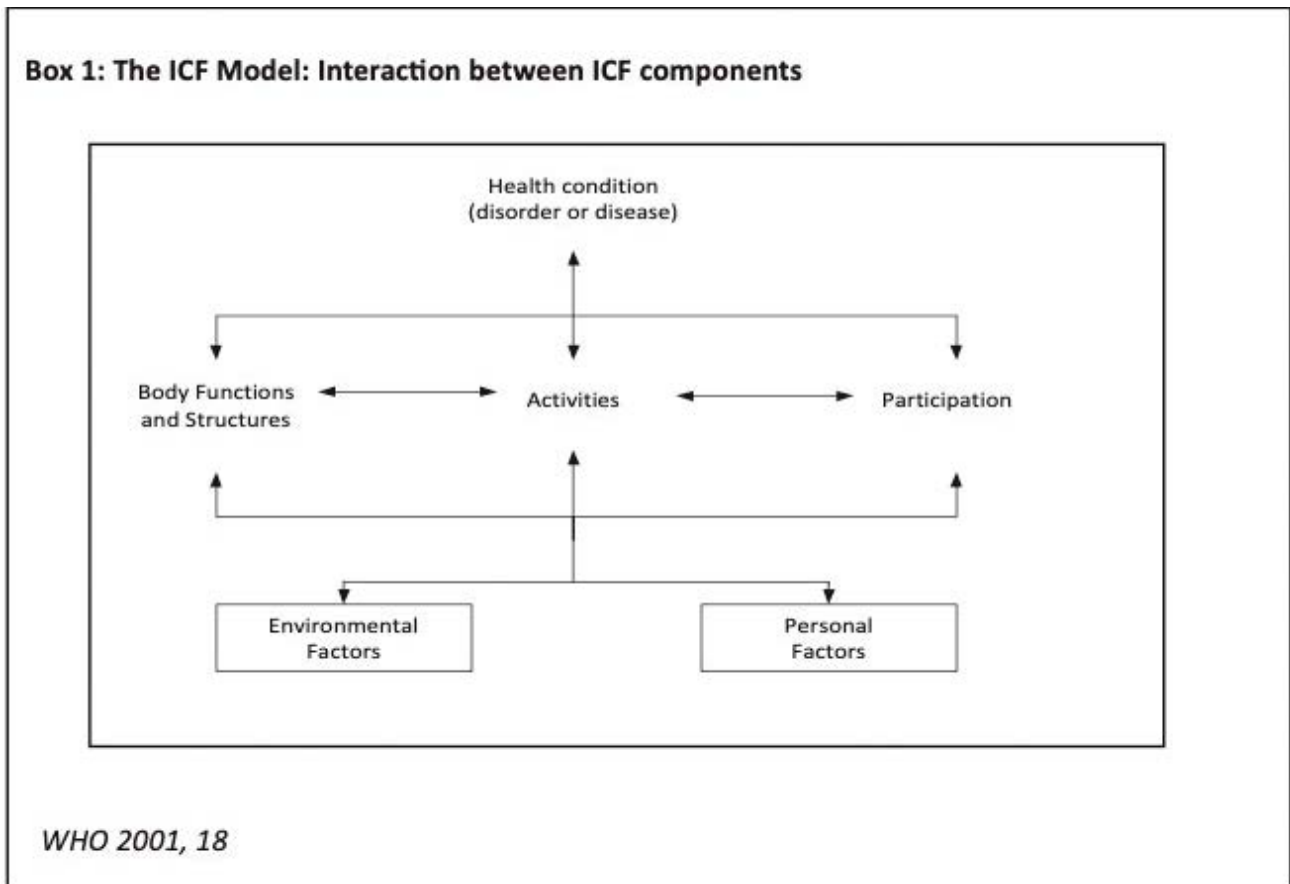 Box 1: The ICF Model: Interaction between ICF components
Health condition
(disorder or disease)
Body Functions
and Structures
Activities
Participation
Environmental
Factors
Personal
Factors
WHO 2001, 18